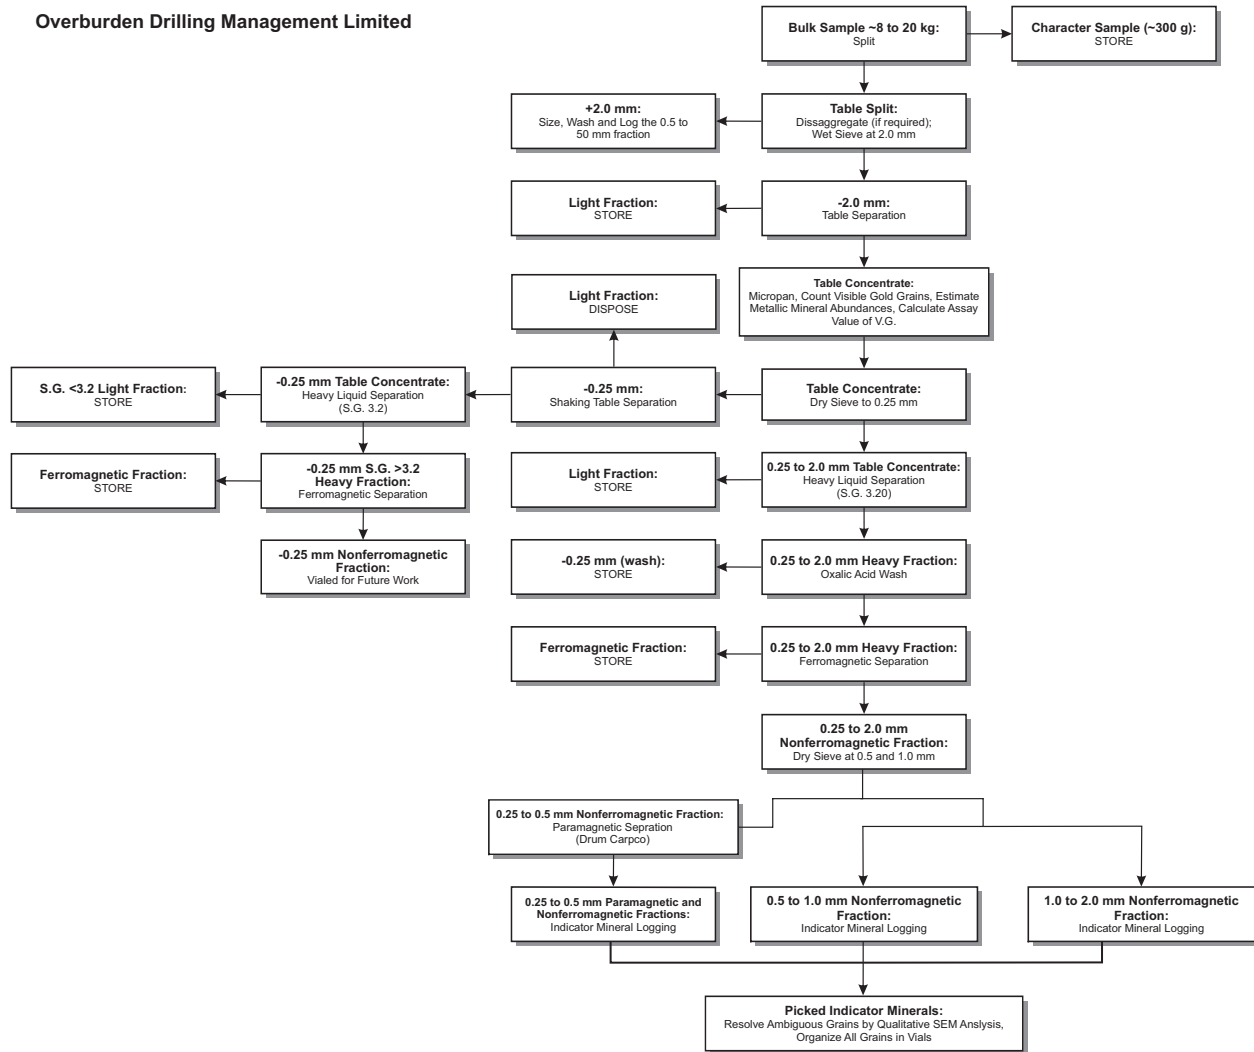 Overburden Drilling Management Limited
Bulk Sample ~8 to 20 kg:
Split
Character Sample (~300 g):
STORE
+2.0 mm:
Size, Wash and Log the 0.5 to
50 mm fraction
Table Split:
Dissaggregate (if required);
Wet Sieve at 2.0 mm
Light Fraction:
STORE
-2.0 mm:
Table Separation
Light Fraction:
DISPOSE
Table Concentrate:
Micropan, Count Visible Gold Grains, Estimate
Metallic Mineral Abundances, Calculate Assay
Value of V.G.
S.G. <3.2 Light Fraction:
STORE
-0.25 mm Table Concentrate:
Heavy Liquid Separation
(S.G. 3.2)
-0.25 mm:
Shaking Table Separation
Table Concentrate:
Dry Sieve to 0.25 mm
Ferromagnetic Fraction:
STORE
-0.25 mm S.G. >3.2
Heavy Fraction:
Ferromagnetic Separation
Light Fraction:
STORE
0.25 to 2.0 mm Table Concentrate:
Heavy Liquid Separation
(S.G. 3.20)
-0.25 mm Nonferromagnetic
Fraction:
Vialed for Future Work
-0.25 mm (wash):
STORE
0.25 to 2.0 mm Heavy Fraction:
Oxalic Acid Wash
Ferromagnetic Fraction:
STORE
0.25 to 2.0 mm Heavy Fraction:
Ferromagnetic Separation
0.25 to 2.0 mm
Nonferromagnetic Fraction:
Dry Sieve at 0.5 and 1.0 mm
0.25 to 0.5 mm Nonferromagnetic Fraction:
Paramagnetic Sepration
(Drum Carpco)
0.25 to 0.5 mm Paramagnetic and
Nonferromagnetic Fractions:
Indicator Mineral Logging
0.5 to 1.0 mm Nonferromagnetic
Fraction:
Indicator Mineral Logging
1.0 to 2.0 mm Nonferromagnetic
Fraction:
Indicator Mineral Logging
Picked Indicator Minerals:
Resolve Ambiguous Grains by Qualitative SEM Anslysis,
Organize All Grains in Vials